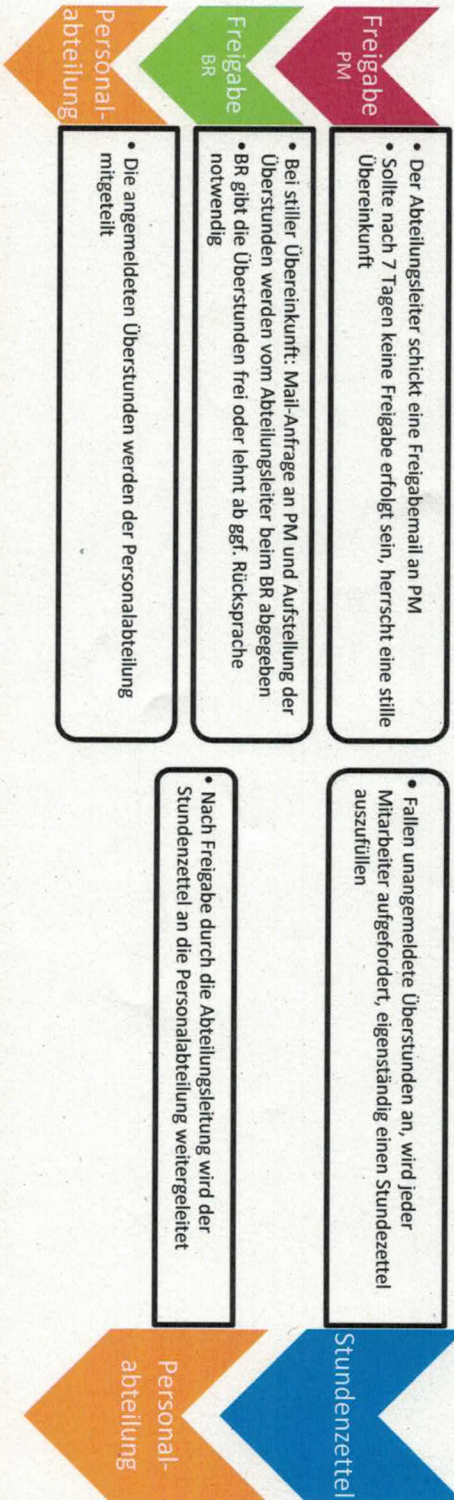 Freigabe
PM
• Der Abteilungsleiter schickt eine Freigabemail an PM
• Sollte nach 7 Tagen keine Freigabe erfolgt sein, herrscht eine stille
Übereinkunft
Freigabe
BR
• Bei stiller Übereinkunft: Mail-Anfrage an PM und Aufstellung der
Überstunden werden vom Abteilungsleiter beim BR abgegeben
• BR gibt die Überstunden frei oder lehnt ab ggf. Rücksprache
notwendig
Personal-
abteilung
• Die angemeldeten Überstunden werden der Personalabteilung
mitgeteilt
• Fallen unangemeldete Überstunden an, wird jeder
Mitarbeiter aufgefordert, eigenständig einen Stundezettel
auszufüllen
Stundenzettel
• Nach Freigabe durch die Abteilungsleitung wird der
Stundenzettel an die Personalabteilung weitergeleitet
Personal-
abteilung